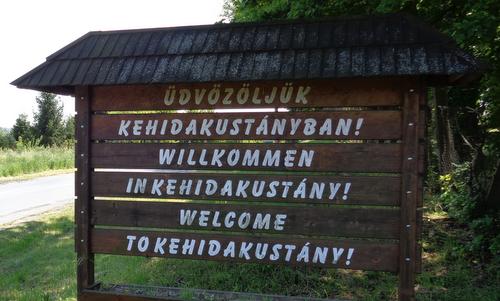 ÜDVÖZÖLJÜK
KEHIDAKUSTÁNYBAN!
WILLKOMMEN
IN KEHIDAKUSTÁNY!
WELCOME
TO KEHIDAKUSTÁNY!